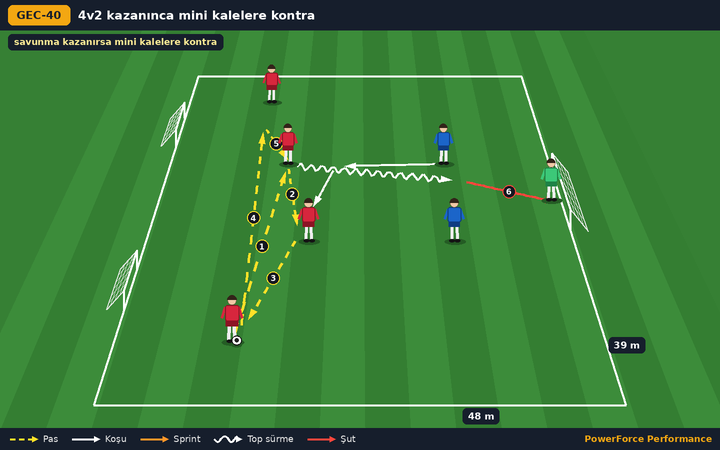 GEC-40 4v2 kazanınca mini kalelere kontra
savunma kazanırsa mini kalelere kontra
5
2
6
4
1
3
39 m
48 m
Pas Koşu Sprint Top sürme Şut PowerForce Performance